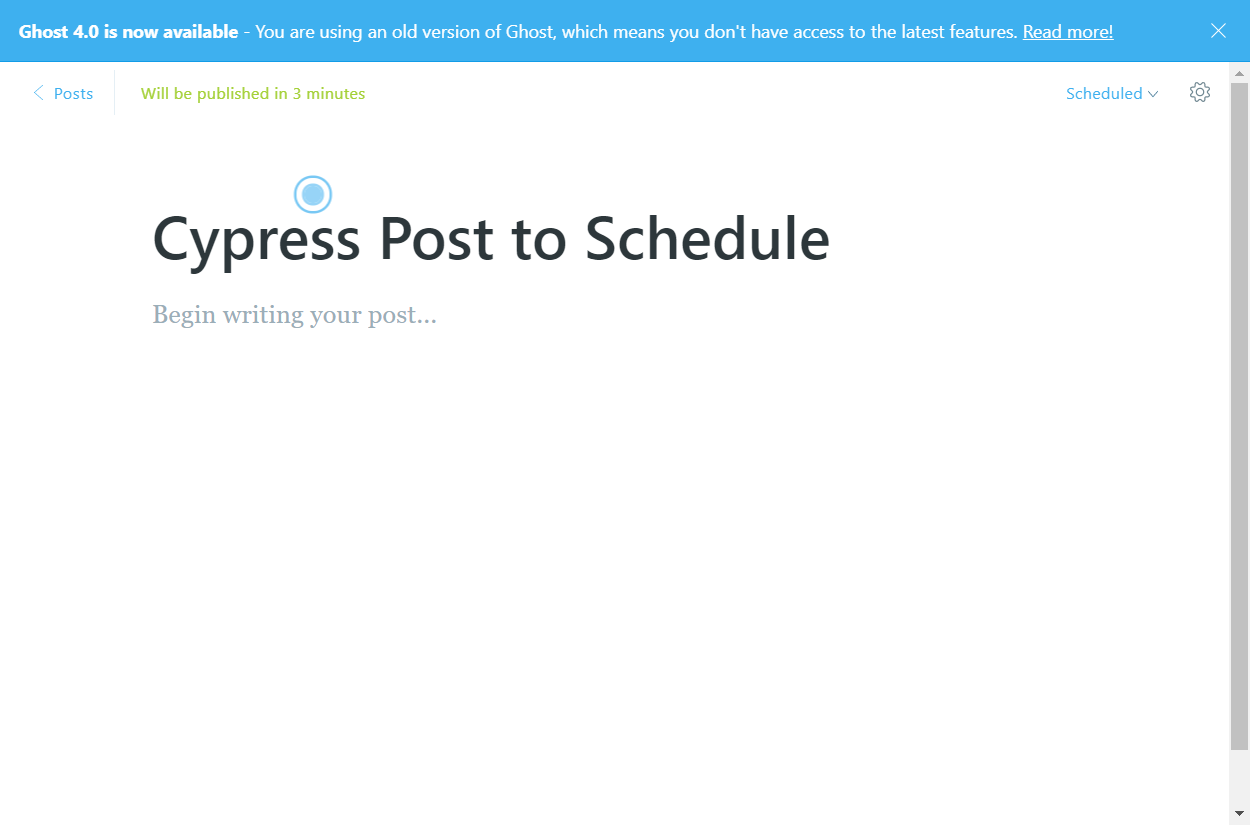 Ghost 4.0 is now available - You are using an old version of Ghost, which means you don't have access to the latest features. Read more!
Posts
Will be published in 3 minutes
Scheduled
Cypress Post to Schedule
Begin writing your post...